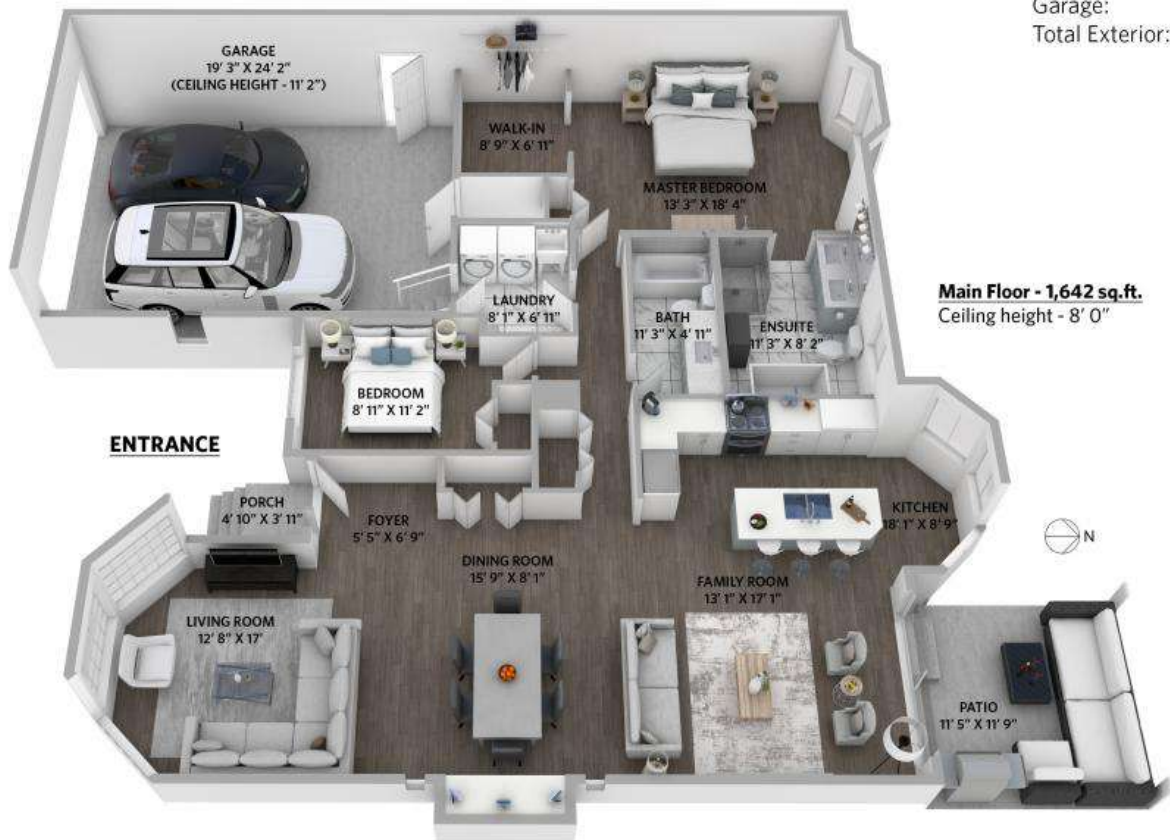 Garage:
Total Exterior:
GARAGE
19' 3" X 24' 2"
(CEILING HEIGHT - 11' 2")
WALK-IN
8' 9" X 6' 11"
MASTER BEDROOM
13' 3" X 18' 4"
LAUNDRY
8' 1" X 6' 11"
BATH
11' 3" X 4' 11"
ENSUITE
11' 3" X 8' 2"
Main Floor - 1,642 sq.ft.
Ceiling height - 8' 0"
BEDROOM
8' 11" X 11' 2"
ENTRANCE
PORCH
4' 10" X 3' 11"
FOYER
5' 5" X 6' 9"
KITCHEN
18' 1" X 8' 9"
N
DINING ROOM
15' 9" X 8' 1"
FAMILY ROOM
13' 1" X 17' 1"
LIVING ROOM
12' 8" X 17'
PATIO
11' 5" X 11' 9"